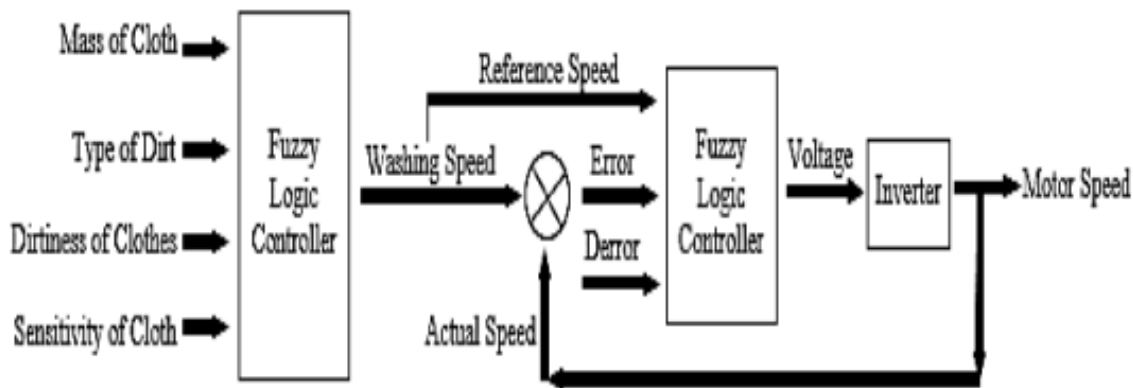 Mass of Cloth
Type of Dirt
Dirtiness of Clothes
Sensitivity of Cloth
Fuzzy
Logic
Controller
Reference Speed
Washing Speed
Actual Speed
Error
Derror
Fuzzy
Logic
Controller
Voltage
Inverter
Motor Speed